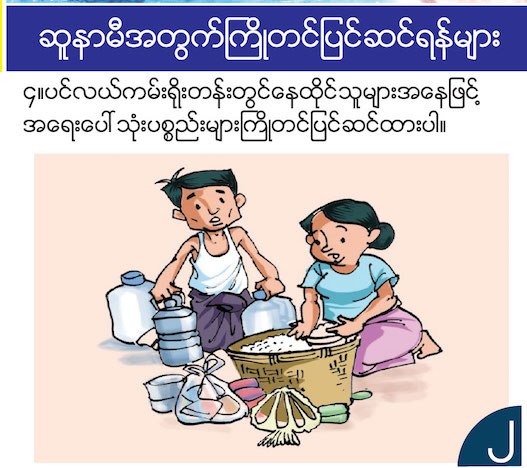 ဆူနာမီအတွက်ကြိုတင်ပြင်ဆင်ရန်များ
၄။ပင်လယ်ကမ်းရိုးတန်းတွင်နေထိုင်သူများအနေဖြင့်
အရေးပေါ် သုံးပစ္စည်းများကြိုတင်ပြင်ဆင်ထားပါ။
၂